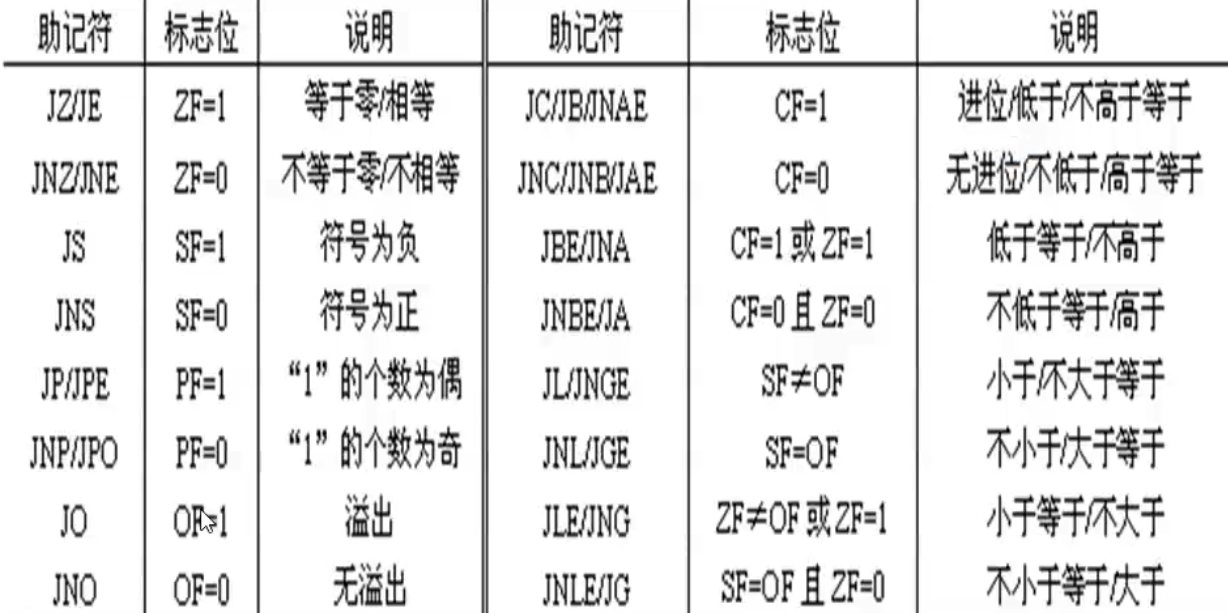 助记符 标志位 说明 助记符 标志位 说明
JZ/JE ZF=1 等于零/相等 JC/JB/JNAE CF=1 进位/低于/不高于等于
JNZ/JNE ZF=0 不等于零/不相等 JNC/JNB/JAE CF=0 无进位/不低于/高于等于
JS SF=1 符号为负 JBE/JNA CF=1 或 ZF=1 低于等于/不高于
JNS SF=0 符号为正 JNBE/JA CF=0 且 ZF=0 不低于等于/高于
JP/JPE PF=1 “1” 的个数为偶 JL/JNGE SF≠OF 小于/不大于等于
JNP/JPO PF=0 “1” 的个数为奇 JNL/JGE SF=OF 不小于/大于等于
JO OF=1 溢出 JLE/JNG ZF≠OF 或 ZF=1 小于等于/不大于
JNO OF=0 无溢出 JNLE/JG SF=OF 且 ZF=0 不小于等于/大于